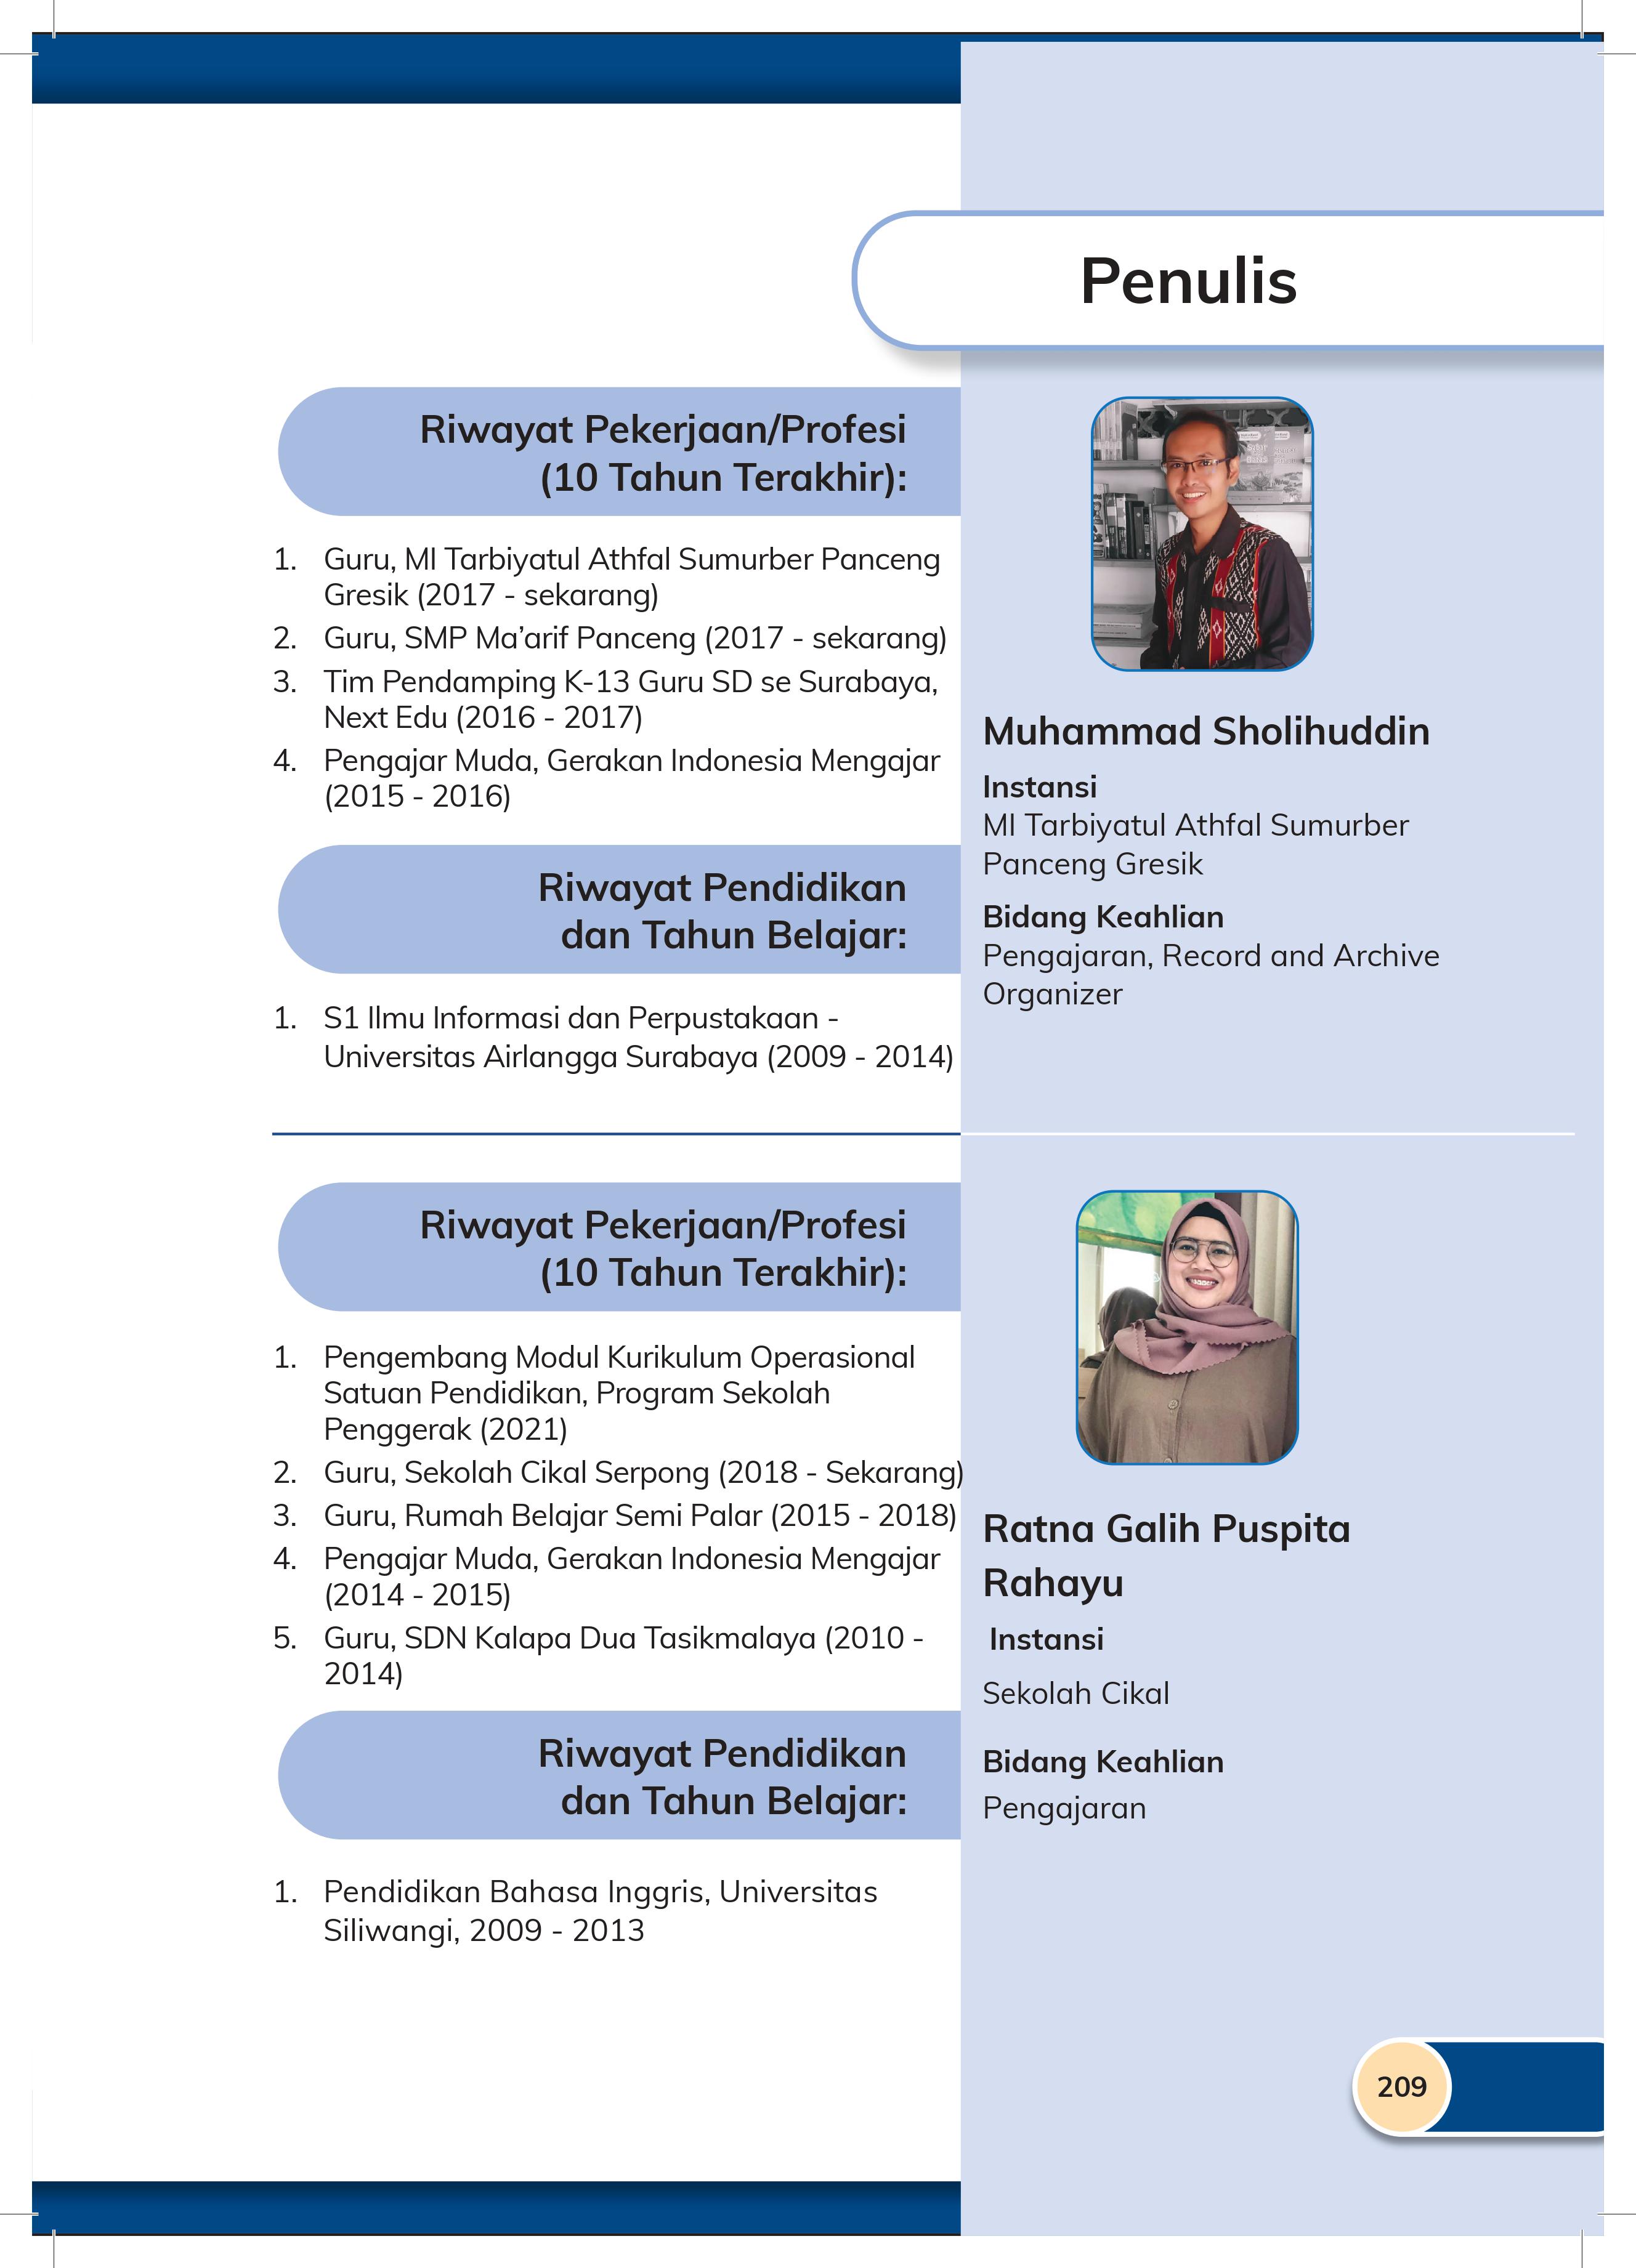 Penulis
Riwayat Pekerjaan/Profesi
(10 Tahun Terakhir):
1. Guru, MI Tarbiyatul Athfal Sumurber Panceng
Gresik (2017 - sekarang)
2. Guru, SMP Ma’arif Panceng (2017 - sekarang)
3. Tim Pendamping K-13 Guru SD se Surabaya,
Next Edu (2016 - 2017)
4. Pengajar Muda, Gerakan Indonesia Mengajar
(2015 - 2016)
Riwayat Pendidikan
dan Tahun Belajar:
1. S1 Ilmu Informasi dan Perpustakaan -
Universitas Airlangga Surabaya (2009 - 2014)
Muhammad Sholihuddin
Instansi
MI Tarbiyatul Athfal Sumurber
Panceng Gresik
Bidang Keahlian
Pengajaran, Record and Archive
Organizer
Riwayat Pekerjaan/Profesi
(10 Tahun Terakhir):
1. Pengembang Modul Kurikulum Operasional
Satuan Pendidikan, Program Sekolah
Penggerak (2021)
2. Guru, Sekolah Cikal Serpong (2018 - Sekarang)
3. Guru, Rumah Belajar Semi Palar (2015 - 2018)
4. Pengajar Muda, Gerakan Indonesia Mengajar
(2014 - 2015)
5. Guru, SDN Kalapa Dua Tasikmalaya (2010 -
2014)
Riwayat Pendidikan
dan Tahun Belajar:
1. Pendidikan Bahasa Inggris, Universitas
Siliwangi, 2009 - 2013
Ratna Galih Puspita
Rahayu
Instansi
Sekolah Cikal
Bidang Keahlian
Pengajaran
209